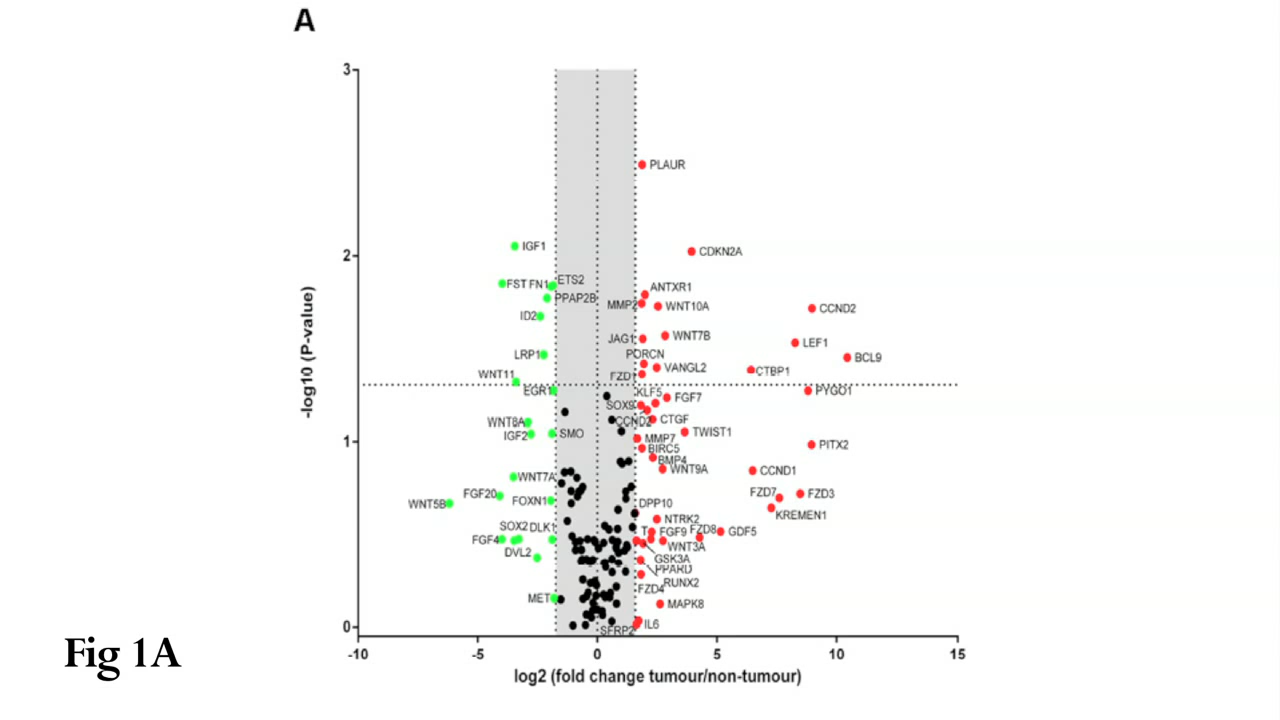 A
3
PLAUR
IGF1
2
CDKN2A
FST FN1 ETS2
ANTXR1
PPAP2B
MMP2 WNT10A
CCND2
ID2
JAG1 WNT7B
LEF1
LRP1
PORCN
BCL9
VANGL2
CTBP1
WNT11
FZD1
EGR1
KLF5
PYGO1
FGF7
SOX9
WNT8A
CCND2 CTGF
IGF2
SMO
TWIST1
1
MMP7
PITX2
BIRC5
BMP4
WNT9A
CCND1
WNT7A
FGF20
FZD7 FZD3
WNT5B
FOXN1
DPP10
KREMEN1
NTRK2
SOX2 DLK1
T FGF9 FZD8 GDF5
FGF4
WNT3A
DVL2
GSK3A
PPARD
RUNX2
FZD4
MET
MAPK8
IL6
SFRP2
0
-10 -5 0 5 10 15
-log10 (P-value)
log2 (fold change tumour/non-tumour)
Fig 1A